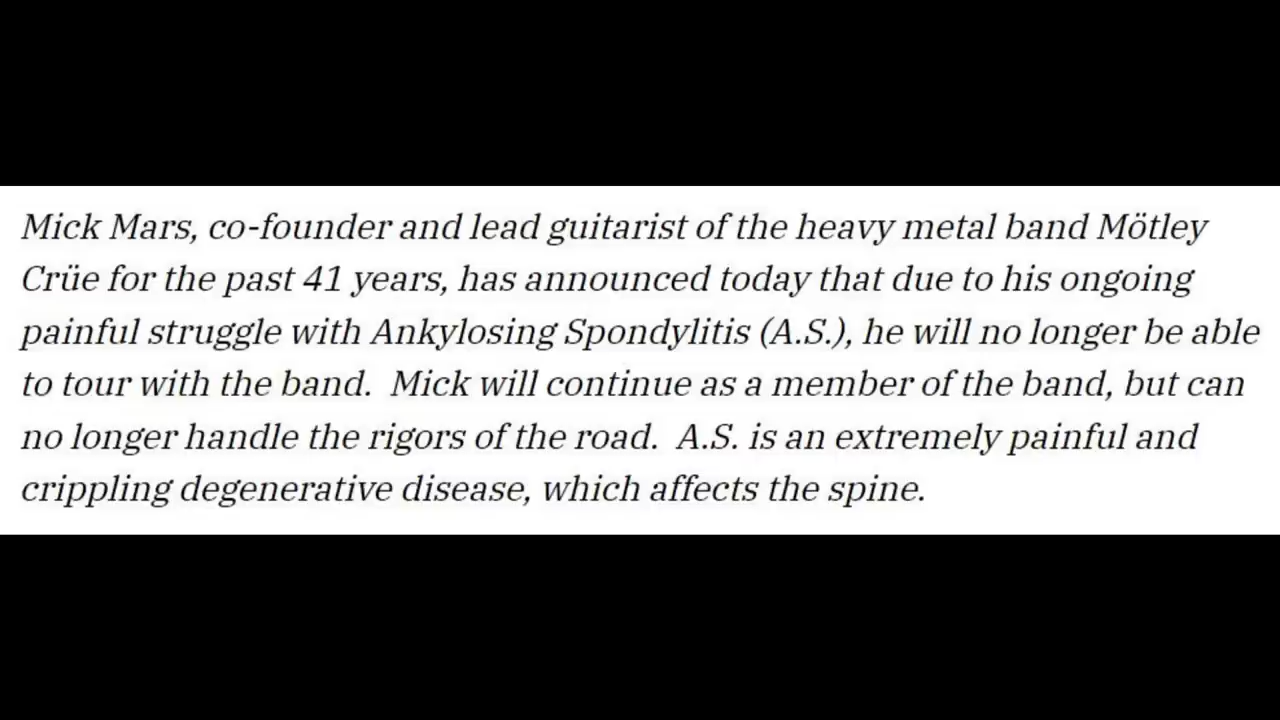 Mick Mars, co-founder and lead guitarist of the heavy metal band Mötley
Crüe for the past 41 years, has announced today that due to his ongoing
painful struggle with Ankylosing Spondylitis (A.S.), he will no longer be able
to tour with the band.  Mick will continue as a member of the band, but can
no longer handle the rigors of the road.  A.S. is an extremely painful and
crippling degenerative disease, which affects the spine.